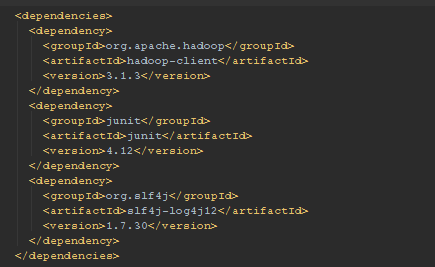 <dependencies>
<dependency>
<groupId>org.apache.hadoop</groupId>
<artifactId>hadoop-client</artifactId>
<version>3.1.3</version>
</dependency>
<dependency>
<groupId>junit</groupId>
<artifactId>junit</artifactId>
<version>4.12</version>
</dependency>
<dependency>
<groupId>org.slf4j</groupId>
<artifactId>slf4j-log4j12</artifactId>
<version>1.7.30</version>
</dependency>
</dependencies>